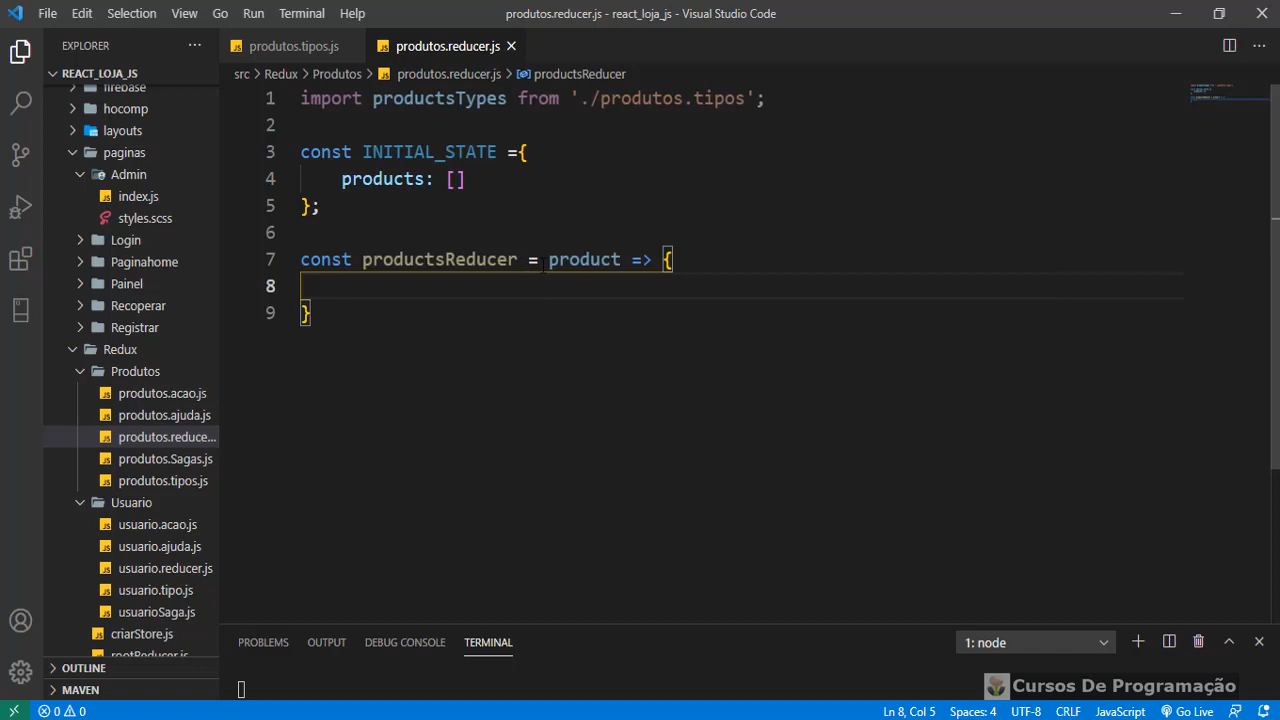 File Edit Selection View Go Run Terminal Help produtos.reducer.js - react_loja_js - Visual Studio Code
EXPLORER ···
REACT_LOJA_JS
firebase
hocomp
layouts
paginas
Admin
index.js
styles.scss
Login
Paginahome
Painel
Recoperar
Registrar
Redux
Produtos
produtos.acao.js
produtos.ajuda.js
produtos.reduce...
produtos.Sagas.js
produtos.tipos.js
Usuario
usuario.acao.js
usuario.ajuda.js
usuario.reducer.js
usuario.tipo.js
usuarioSaga.js
criarStore.js
rootReducer.js
OUTLINE
MAVEN
produtos.tipos.js produtos.reducer.js
src > Redux > Produtos > produtos.reducer.js > productsReducer
1 import productsTypes from './produtos.tipos';
2
3 const INITIAL_STATE ={
4 products: []
5 };
6
7 const productsReducer = product => {
8
9 }
PROBLEMS OUTPUT DEBUG CONSOLE TERMINAL 1: node
Cursos De Programação
0 0 Ln 8, Col 5 Spaces: 4 UTF-8 CRLF JavaScript Go Live